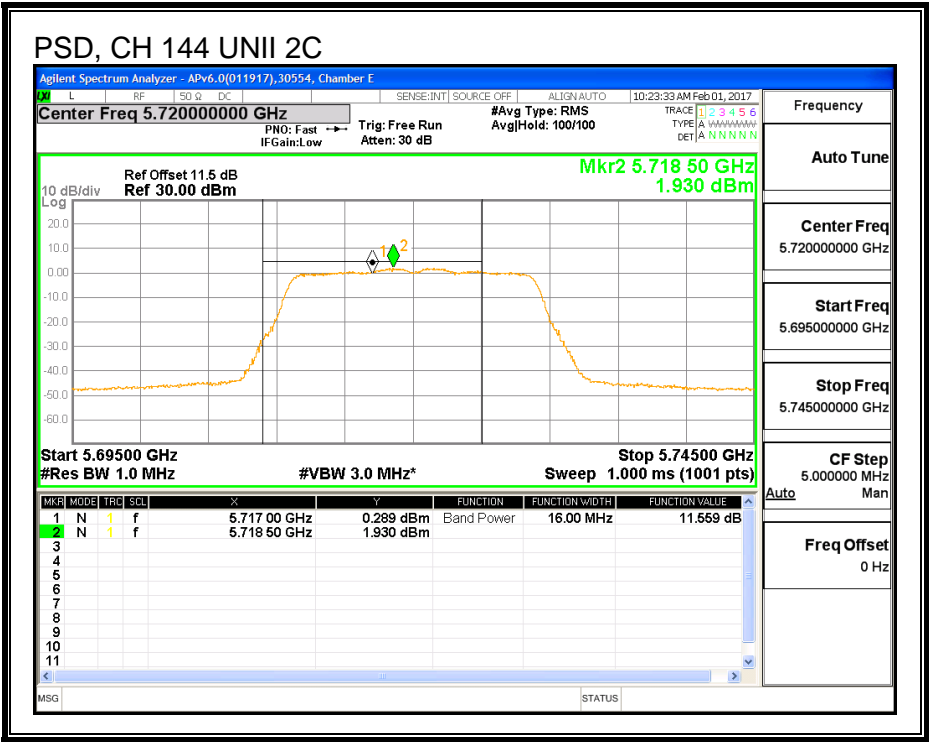 PSD, CH 144 UNII 2C
Agilent Spectrum Analyzer - APv6.0(011917),30554, Chamber E
LXI L RF 50 Ω DC SENSE:INT SOURCE OFF ALIGN AUTO 10:23:33 AM Feb 01, 2017
Center Freq 5.720000000 GHz
#Avg Type: RMS
TRACE 1 2 3 4 5 6
PNO: Fast
Trig: Free Run
Avg|Hold: 100/100
TYPE A WWWWW
IFGain:Low
Atten: 30 dB
DET A N N N N N
Mkr2 5.718 50 GHz
1.930 dBm
Ref Offset 11.5 dB
10 dB/div Ref 30.00 dBm
Log
20.0
10.0
0.00
-10.0
-20.0
-30.0
-40.0
-50.0
-60.0
1
2
Start 5.69500 GHz
Stop 5.74500 GHz
#Res BW 1.0 MHz
#VBW 3.0 MHz*
Sweep 1.000 ms (1001 pts)
MKR MODE TRC SCL X Y FUNCTION FUNCTION WIDTH FUNCTION VALUE
1 N 1 f 5.717 00 GHz 0.289 dBm Band Power 16.00 MHz 11.559 dB
2 N 1 f 5.718 50 GHz 1.930 dBm
3
4
5
6
7
8
9
10
11
MSG
STATUS
Frequency
Auto Tune
Center Freq
5.720000000 GHz
Start Freq
5.695000000 GHz
Stop Freq
5.745000000 GHz
CF Step
5.000000 MHz
Auto Man
Freq Offset
0 Hz